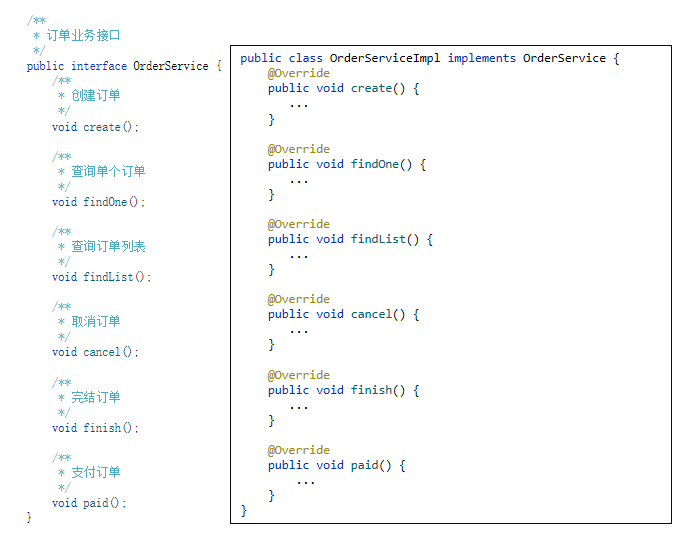 /**
 * 订单业务接口
 */
public interface OrderService {
    /**
     * 创建订单
     */
    void create();

    /**
     * 查询单个订单
     */
    void findOne();

    /**
     * 查询订单列表
     */
    void findList();

    /**
     * 取消订单
     */
    void cancel();

    /**
     * 完结订单
     */
    void finish();

    /**
     * 支付订单
     */
    void paid();
}
public class OrderServiceImpl implements OrderService {
    @Override
    public void create() {
       ...
    }

    @Override
    public void findOne() {
       ...
    }

    @Override
    public void findList() {
       ...
    }

    @Override
    public void cancel() {
       ...
    }

    @Override
    public void finish() {
       ...
    }

    @Override
    public void paid() {
        ...
    }
}